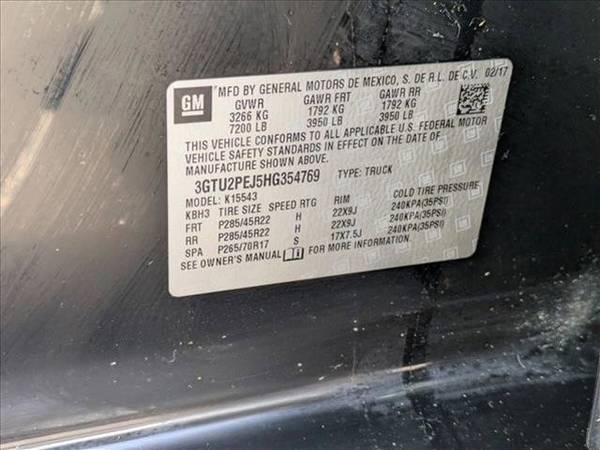 GM
MFD BY GENERAL MOTORS DE MEXICO, S. DE R.L. DE C.V. 02/17
GVWR GAWR FRT GAWR RR
3266 KG 1792 KG 1792 KG
7200 LB 3950 LB 3950 LB
THIS VEHICLE CONFORMS TO ALL APPLICABLE U.S. FEDERAL MOTOR
VEHICLE SAFETY STANDARDS IN EFFECT ON THE DATE OF
MANUFACTURE SHOWN ABOVE.
3GTU2PEJ5HG354769 TYPE: TRUCK
MODEL: K15543
KBH3 TIRE SIZE SPEED RTG RIM COLD TIRE PRESSURE
FRT P285/45R22 H 22X9J 240KPA(35PSI)
RR P285/45R22 H 22X9J 240KPA(35PSI)
SPA P265/70R17 S 17X7.5J 240KPA(35PSI)
SEE OWNER'S MANUAL FOR MORE INFORMATION.